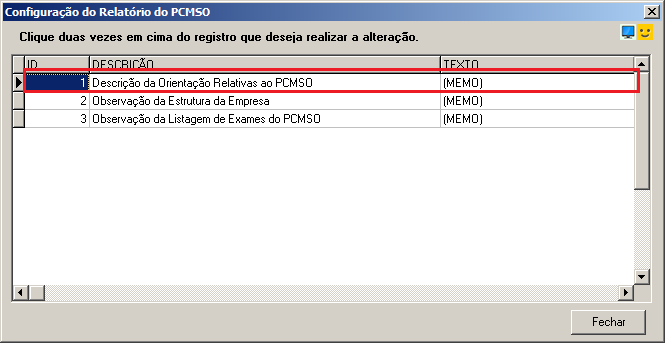 Configuração do Relatório do PCMSO
Clique duas vezes em cima do registro que deseja realizar a alteração.
ID DESCRIÇÃO TEXTO
1 Descrição da Orientação Relativas ao PCMSO (MEMO)
2 Observação da Estrutura da Empresa (MEMO)
3 Observação da Listagem de Exames do PCMSO (MEMO)
Fechar